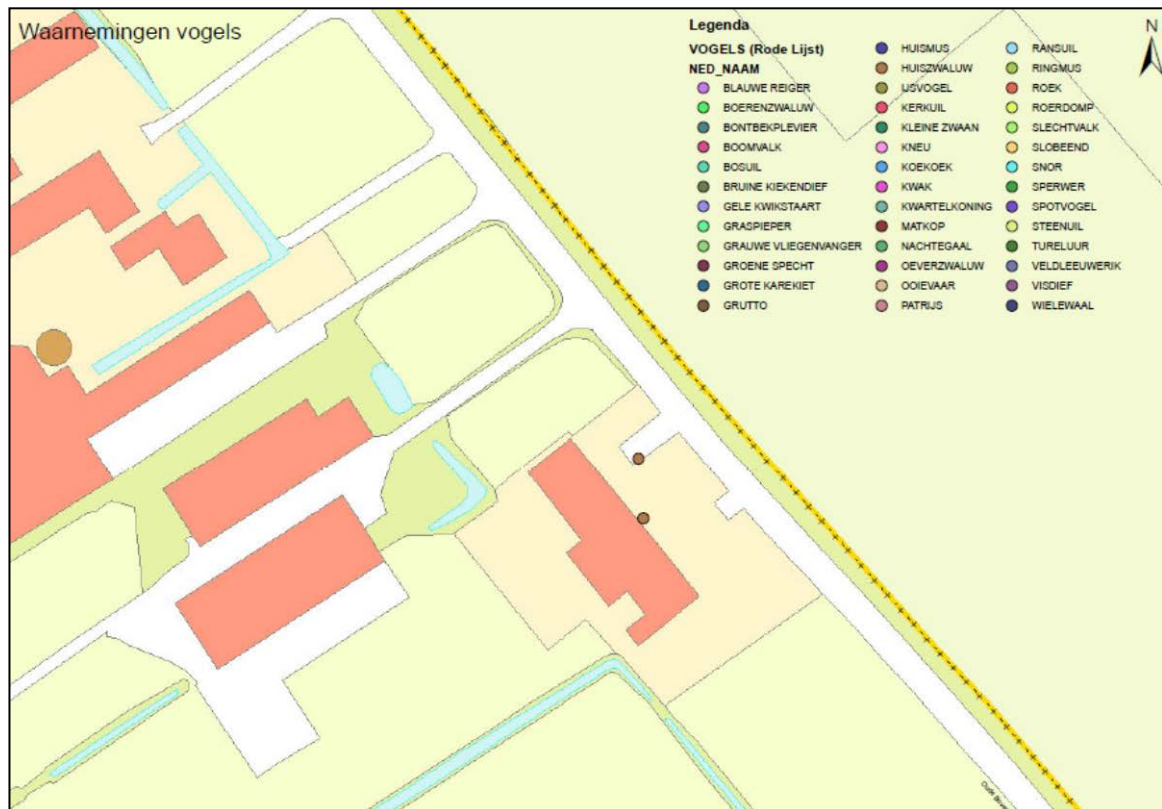 Waarnemingen vogels
Legenda
VOGELS (Rode Lijst)
NED_NAAM
BLAUWE REIGER
BOERENZWALUW
BONTBEKPLEVIER
BOOMVALK
BOSUIL
BRUINE KIEKENDIEF
GELE KWIKSTAART
GRASPIEPER
GRAUWE VLIEGENVANGER
GROENE SPECHT
GROTE KAREKIET
GRUTTO
HUISMUS
HUISZWALUW
IJSVOGEL
KERKUIL
KLEINE ZWAAN
KNEU
KOEKOEK
KWAK
KWARTELKONING
MATKOP
NACHTEGAAL
OEVERZWALUW
OOIEVAAR
PATRIJS
RANSUIL
RINGMUS
ROEK
ROERDOMP
SLECHTVALK
SLOBEEND
SNOR
SPERWER
SPOTVOGEL
STEENUIL
TURELUUR
VELDLEEUWERIK
VISDIEF
WIELEWAAL
N
Oude